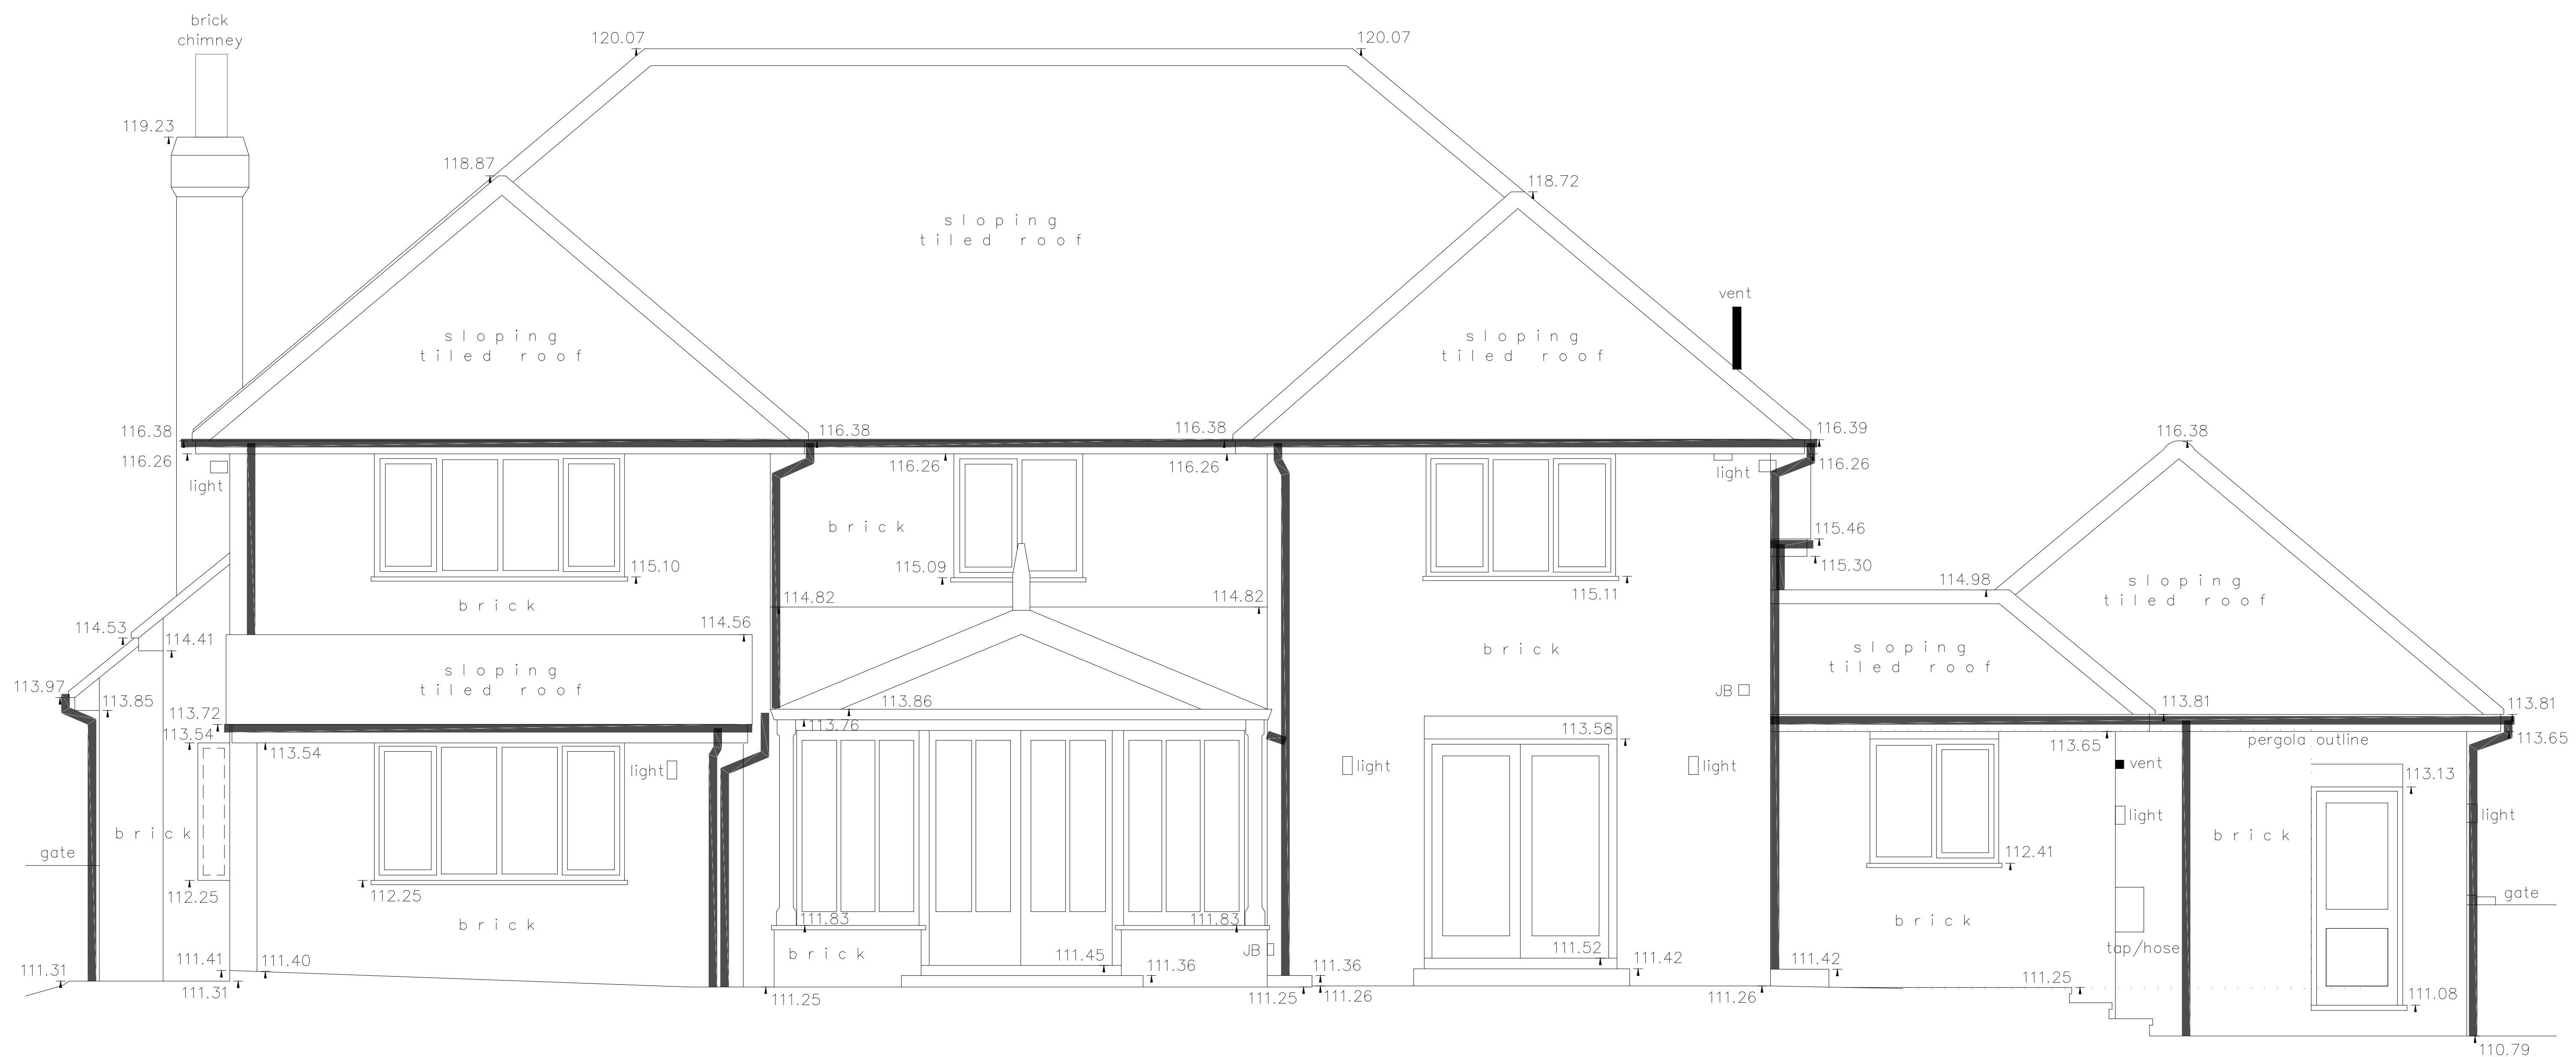 brick
chimney
120.07
120.07
119.23
118.87
118.72
sloping
tiled roof
vent
sloping
tiled roof
sloping
tiled roof
116.38
116.38
116.38
116.39
116.38
116.26
116.26
116.26
116.26
light
light
brick
115.46
115.30
115.10
115.09
115.11
114.98
sloping
tiled roof
brick
114.82
114.82
114.56
114.53
114.41
brick
sloping
tiled roof
sloping
tiled roof
JB
113.97
113.85
113.86
113.81
113.81
113.72
113.76
113.58
113.54
113.54
113.65
pergola outline
113.65
light
light
light
vent
113.13
brick
light
light
brick
gate
112.41
112.25
112.25
gate
brick
111.83
111.83
brick
brick
JB
111.45
111.52
tap/hose
111.31
111.41
111.40
111.36
111.36
111.42
111.42
111.25
111.31
111.25
111.25
111.26
111.26
111.08
110.79